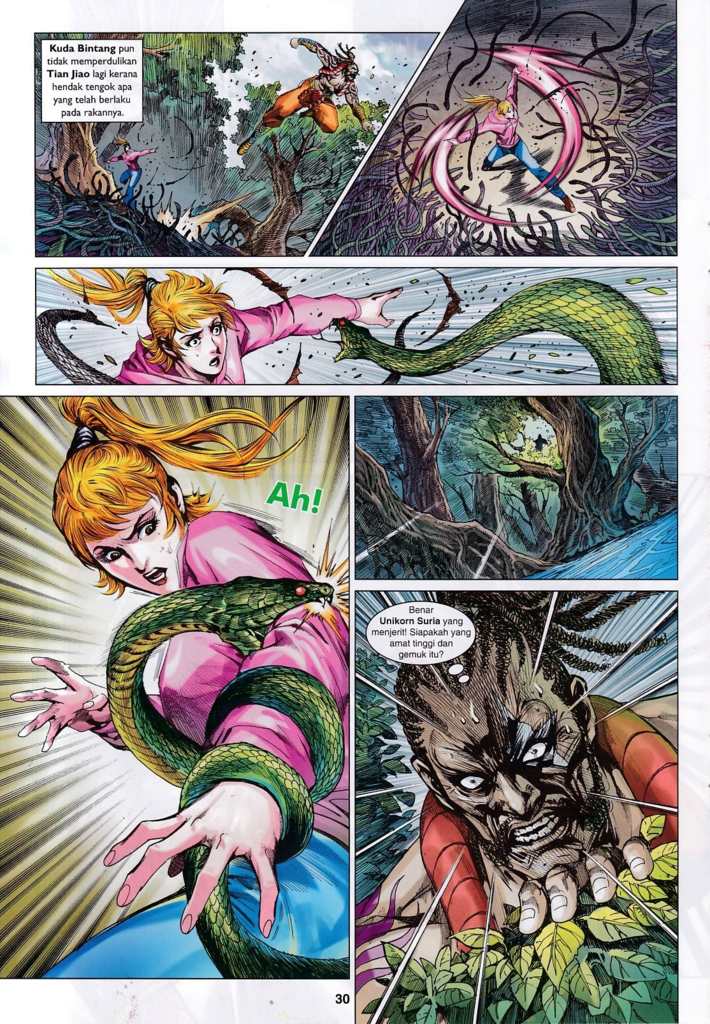 Kuda Bintang pun
tidak memperdulikan
Tian Jiao lagi kerana
hendak tengok apa
yang telah berlaku
pada rakannya.
Ah!
Benar
Unikorn Suria yang
menjerit! Siapakah yang
amat tinggi dan
gemuk itu?
30